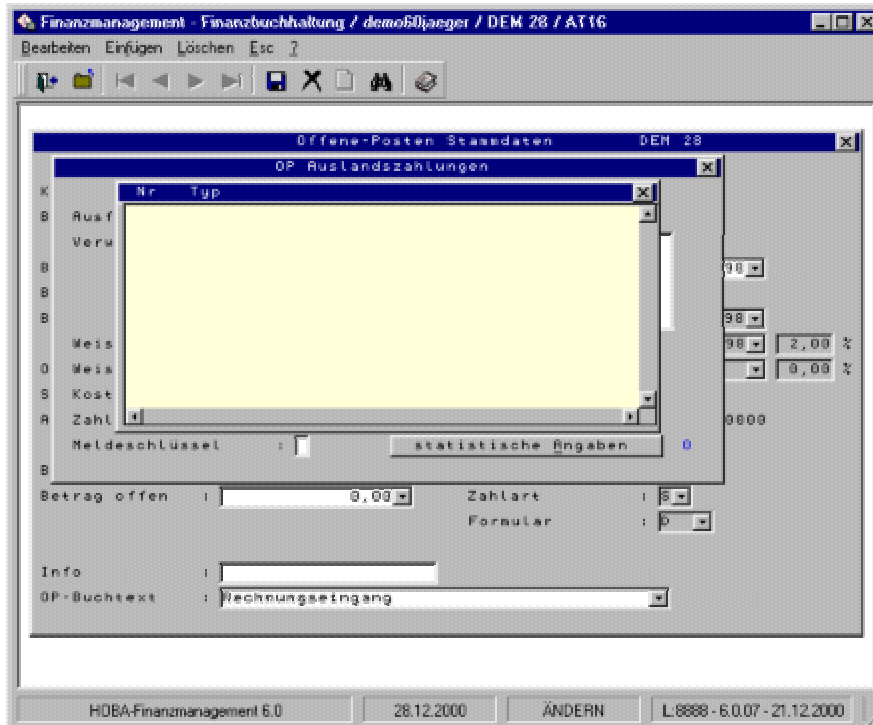 Finanzmanagement - Finanzbuchhaltung / demo60jaeger / DEM 28 / AT16
Bearbeiten Einfügen Löschen Esc ?
Offene-Posten Stammdaten DEM 28
OP Auslandszahlungen
Nr Typ
K
B Ausf
Verw
B 98
B
B 98
Weis 98 2,00 %
O Weis 0,00 %
S Kost
A Zahl 0800
Meldeschlüssel :  statistische Angaben 0
B
Betrag offen : 0,00 Zahlart : S
Formular : D
Info :
OP-Buchtext : Rechnungseingang
HOBA-Finanzmanagement 6.0 28.12.2000 ÄNDERN L:8888 - 6.0.07 - 21.12.2000